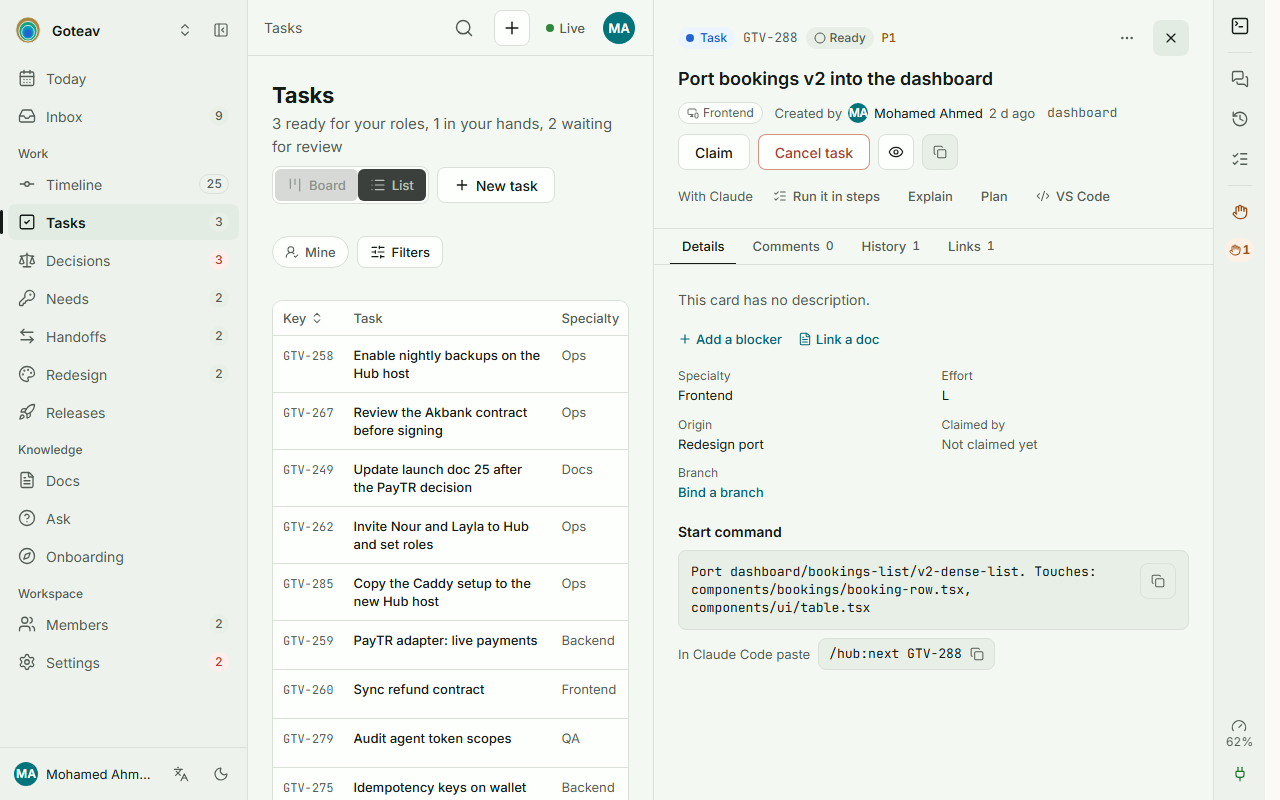 Goteav
Today
Inbox 9
Work
Timeline 25
Tasks 3
Decisions 3
Needs 2
Handoffs 2
Redesign 2
Releases
Knowledge
Docs
Ask
Onboarding
Workspace
Members 2
Settings 2
MA Mohamed Ahm...
Tasks
Live
MA
Tasks
3 ready for your roles, 1 in your hands, 2 waiting
for review
Board List New task
Mine Filters
Key Task Specialty
GTV-258 Enable nightly backups on the Ops
Hub host
GTV-267 Review the Akbank contract Ops
before signing
GTV-249 Update launch doc 25 after Docs
the PayTR decision
GTV-262 Invite Nour and Layla to Hub Ops
and set roles
GTV-285 Copy the Caddy setup to the Ops
new Hub host
GTV-259 PayTR adapter: live payments Backend
GTV-260 Sync refund contract Frontend
GTV-279 Audit agent token scopes QA
GTV-275 Idempotency keys on wallet Backend
Task GTV-288 Ready P1
Port bookings v2 into the dashboard
Frontend Created by MA Mohamed Ahmed 2 d ago dashboard
Claim Cancel task
With Claude Run it in steps Explain Plan VS Code
Details Comments 0 History 1 Links 1
This card has no description.
Add a blocker Link a doc
Specialty Effort
Frontend L
Origin Claimed by
Redesign port Not claimed yet
Branch
Bind a branch
Start command
Port dashboard/bookings-list/v2-dense-list. Touches:
components/bookings/booking-row.tsx,
components/ui/table.tsx
In Claude Code paste /hub:next GTV-288
1
62%